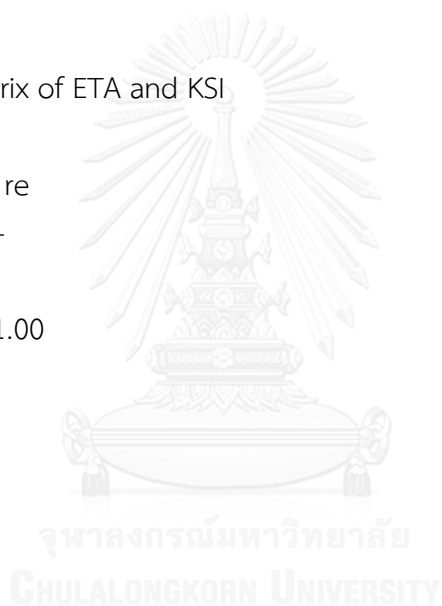 rix of ETA and KSI
re
-
1.00
จุฬาลงกรณ์มหาวิทยาลัย
CHULALONGKORN UNIVERSITY